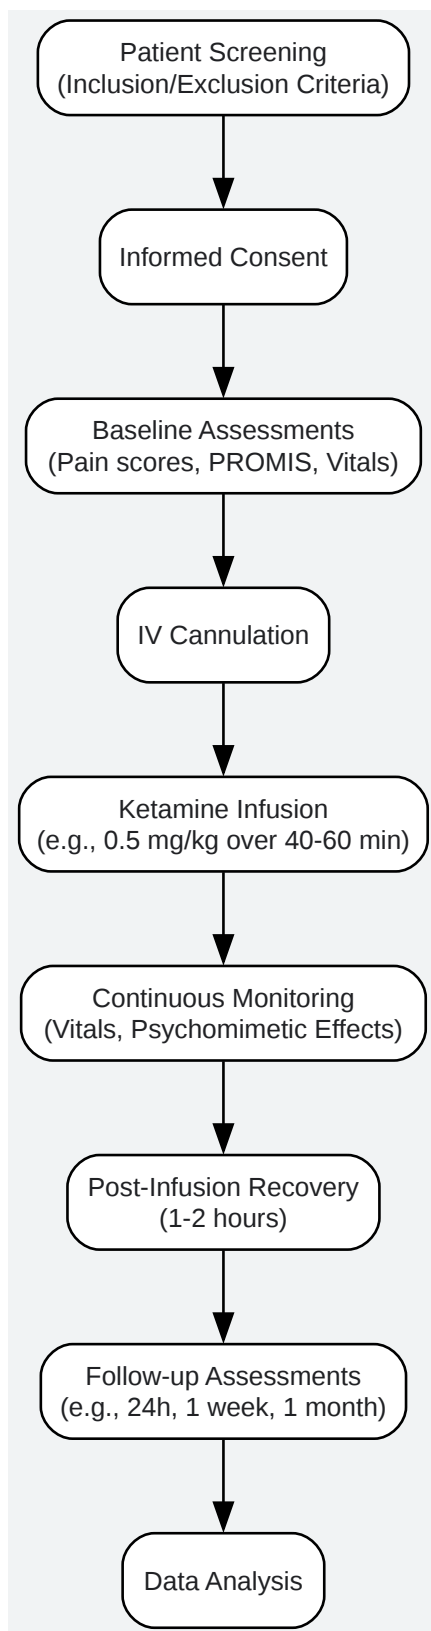 Patient Screening
(Inclusion/Exclusion Criteria)
Informed Consent
Baseline Assessments
(Pain scores, PROMIS, Vitals)
IV Cannulation
Ketamine Infusion
(e.g., 0.5 mg/kg over 40-60 min)
Continuous Monitoring
(Vitals, Psychomimetic Effects)
Post-Infusion Recovery
(1-2 hours)
Follow-up Assessments
(e.g., 24h, 1 week, 1 month)
Data Analysis